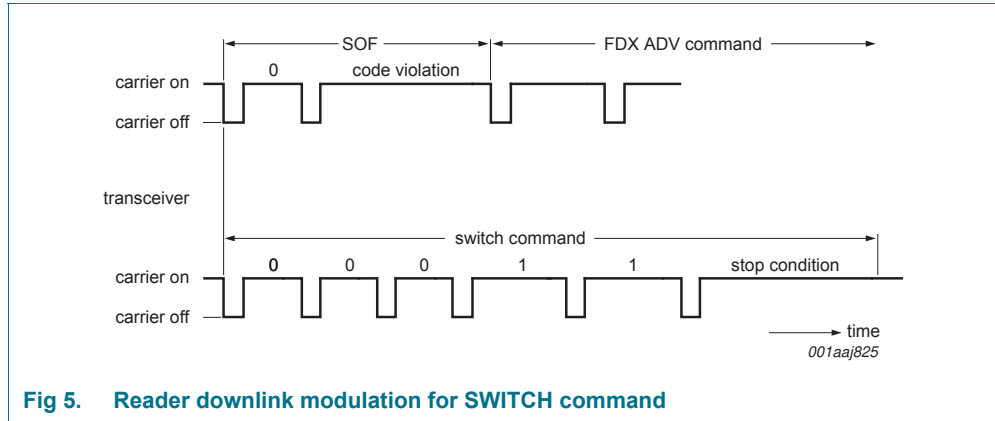 SOF FDX ADV command
0 code violation
carrier on
carrier off
transceiver
switch command
0 0 0 1 1 stop condition
carrier on
carrier off
time
001aaj825
Fig 5. Reader downlink modulation for SWITCH command